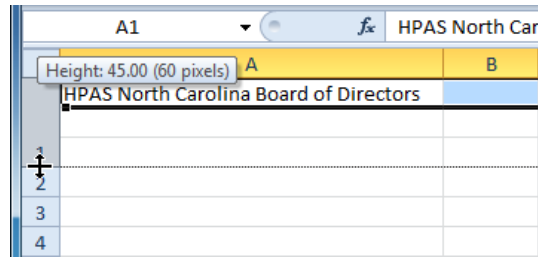 A1 fx HPAS North Car
Height: 45.00 (60 pixels) A B
HPAS North Carolina Board of Directors
1
2
3
4